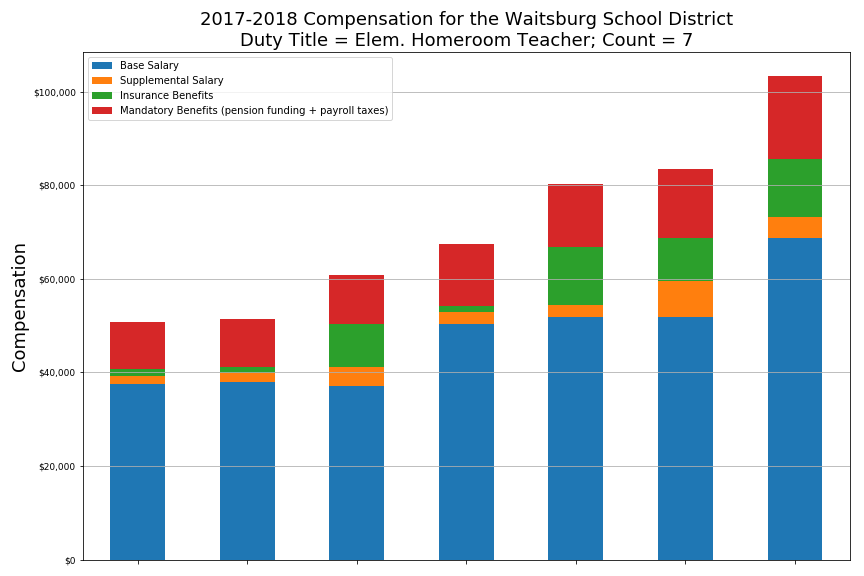 2017-2018 Compensation for the Waitsburg School District
Duty Title = Elem. Homeroom Teacher; Count = 7
Base Salary
Supplemental Salary
Insurance Benefits
Mandatory Benefits (pension funding + payroll taxes)
$100,000
$80,000
$60,000
$40,000
$20,000
$0
Compensation